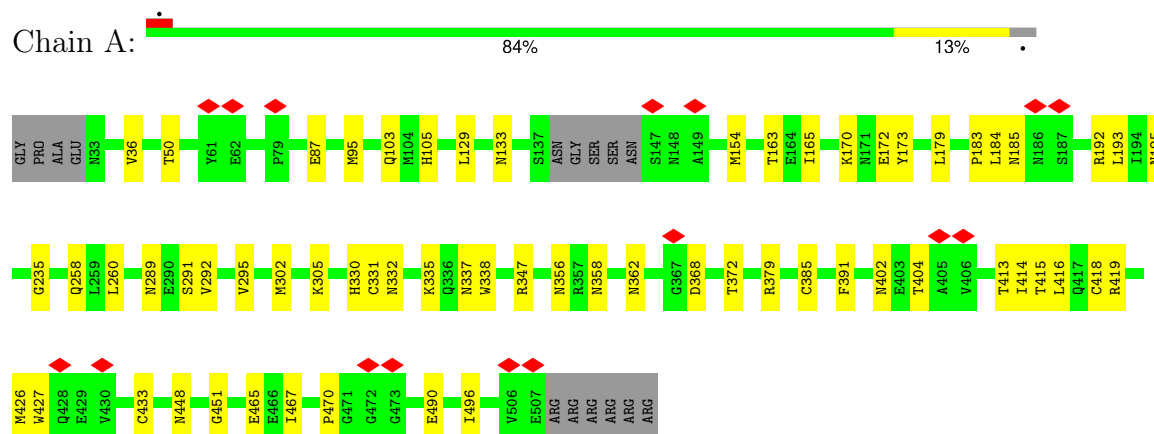 Chain A:
84% 13%
GLY PRO ALA GLU N33 V36 T50 Y61 E62 P79 E87 M95 Q103 M104 H105 L129 N133 S137 ASN GLY SER SER ASN S147 N148 A149 M154 T163 E164 I165 K170 N171 E172 Y173 L179 P183 L184 N185 N186 S187 R192 L193 I194 N195
G235 Q258 L259 L260 N289 E290 S291 V292 V295 M302 K305 H330 C331 N332 K335 Q336 N337 W338 R347 N356 R357 N358 N362 G367 D368 T372 R379 C385 F391 N402 E403 T404 A405 V406 T413 I414 T415 L416 Q417 C418 R419
M426 W427 Q428 E429 V430 C433 N448 G451 E465 E466 I467 P470 G471 G472 G473 E490 I496 V506 E507 ARG ARG ARG ARG ARG ARG